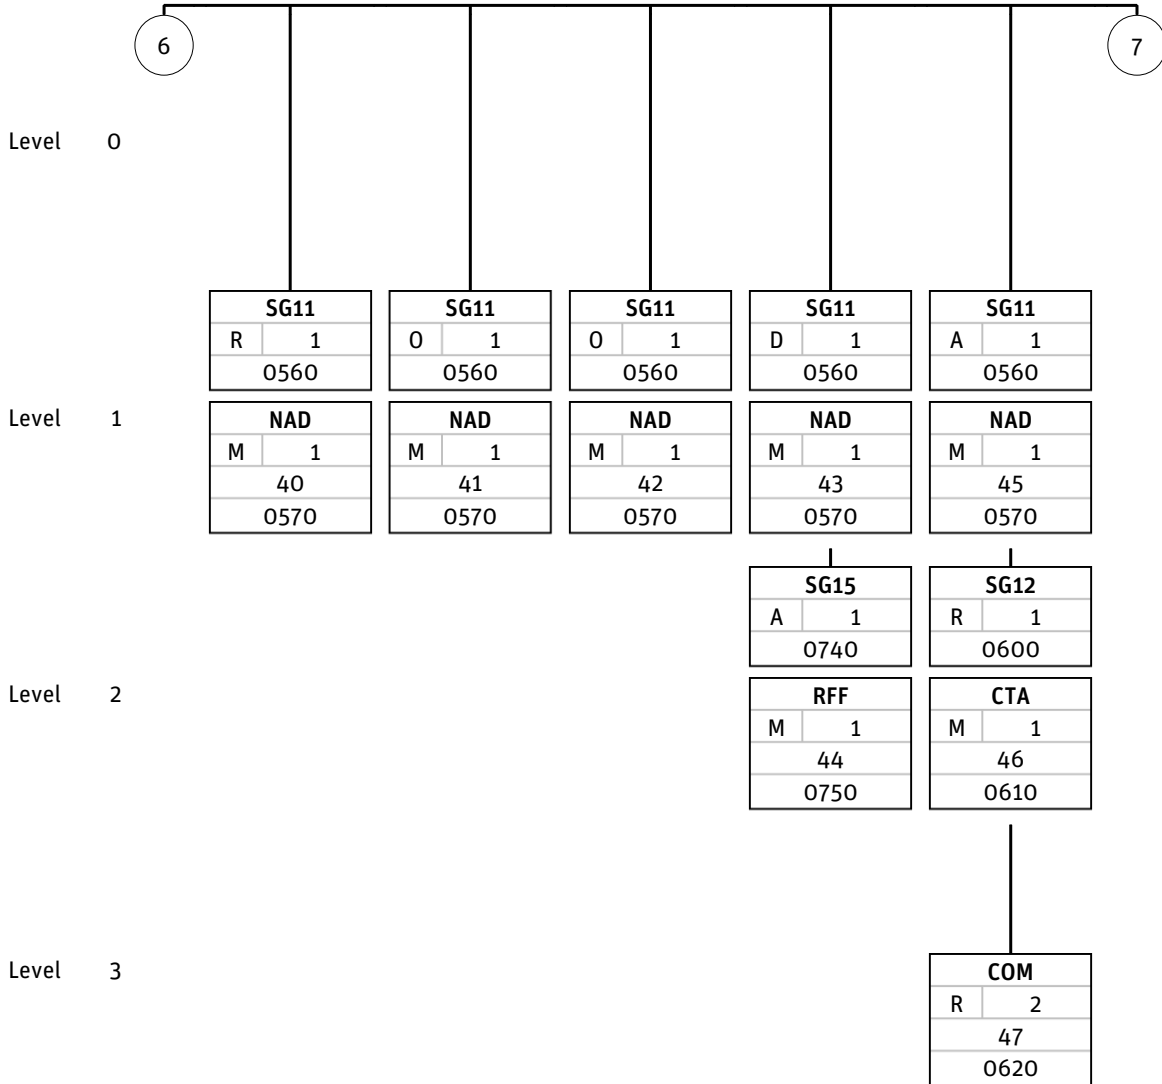 6 7
Level 0
SG11 SG11 SG11 SG11 SG11
R 1 O 1 O 1 D 1 A 1
0560 0560 0560 0560 0560
Level 1 NAD NAD NAD NAD NAD
M 1 M 1 M 1 M 1 M 1
40 41 42 43 45
0570 0570 0570 0570 0570
SG15 SG12
A 1 R 1
0740 0600
Level 2 RFF CTA
M 1 M 1
44 46
0750 0610
Level 3 COM
R 2
47
0620